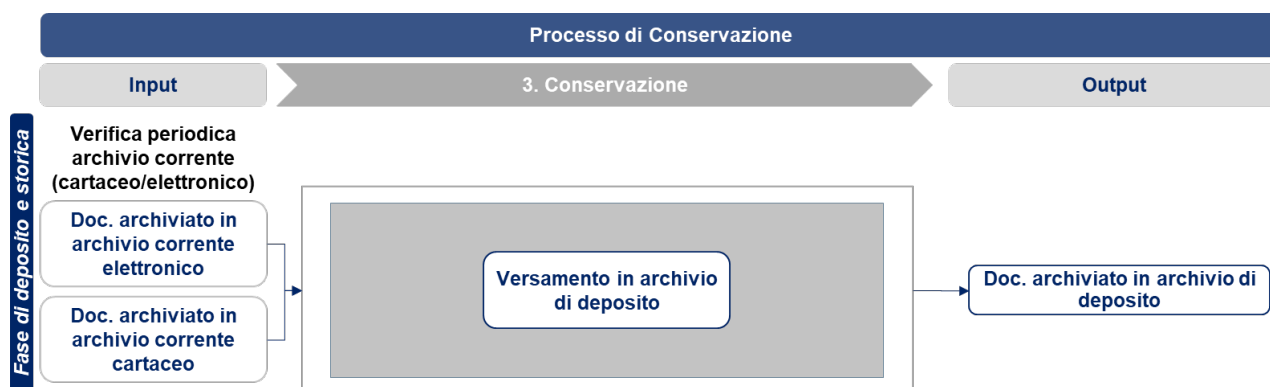 Processo di Conservazione
Input
3. Conservazione
Output
Fase di deposito e storica
Verifica periodica
archivio corrente
(cartaceo/elettronico)
Doc. archiviato in
archivio corrente
elettronico
Doc. archiviato in
archivio corrente
cartaceo
Versamento in archivio
di deposito
Doc. archiviato in archivio di
deposito